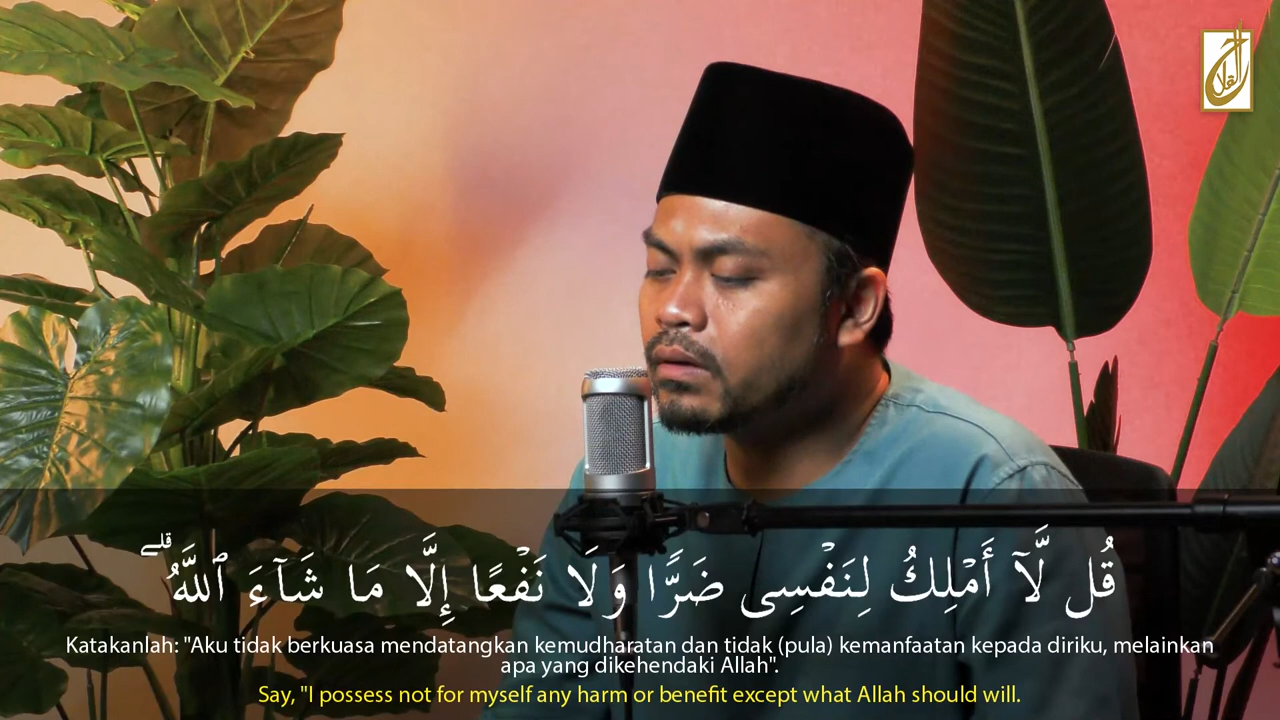 القلا
قُل لَّآ أَمْلِكُ لِنَفْسِى ضَرًّا وَلَا نَفْعًا إِلَّا مَا شَآءَ ٱللَّهُ ۗ
Katakanlah: "Aku tidak berkuasa mendatangkan kemudharatan dan tidak (pula) kemanfaatan kepada diriku, melainkan
apa yang dikehendaki Allah".
Say, "I possess not for myself any harm or benefit except what Allah should will.